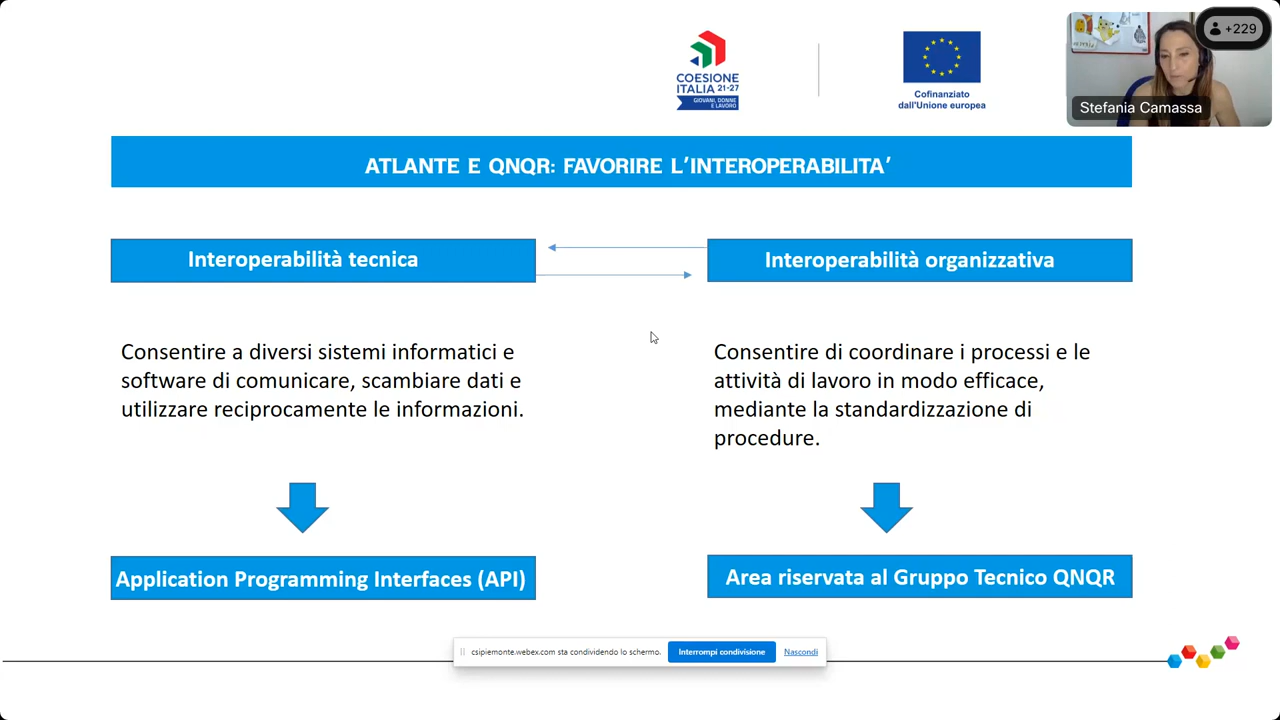 +229
Stefania Camassa
COESIONE
ITALIA 21-27
GIOVANI, DONNE
E LAVORO
Cofinanziato
dall'Unione europea
ATLANTE E QNQR: FAVORIRE L'INTEROPERABILITA'
Interoperabilità tecnica
Interoperabilità organizzativa
Consentire a diversi sistemi informatici e
software di comunicare, scambiare dati e
utilizzare reciprocamente le informazioni.
Consentire di coordinare i processi e le
attività di lavoro in modo efficace,
mediante la standardizzazione di
procedure.
Application Programming Interfaces (API)
Area riservata al Gruppo Tecnico QNQR
csipiemonte.webex.com sta condividendo lo schermo.
Interrompi condivisione
Nascondi